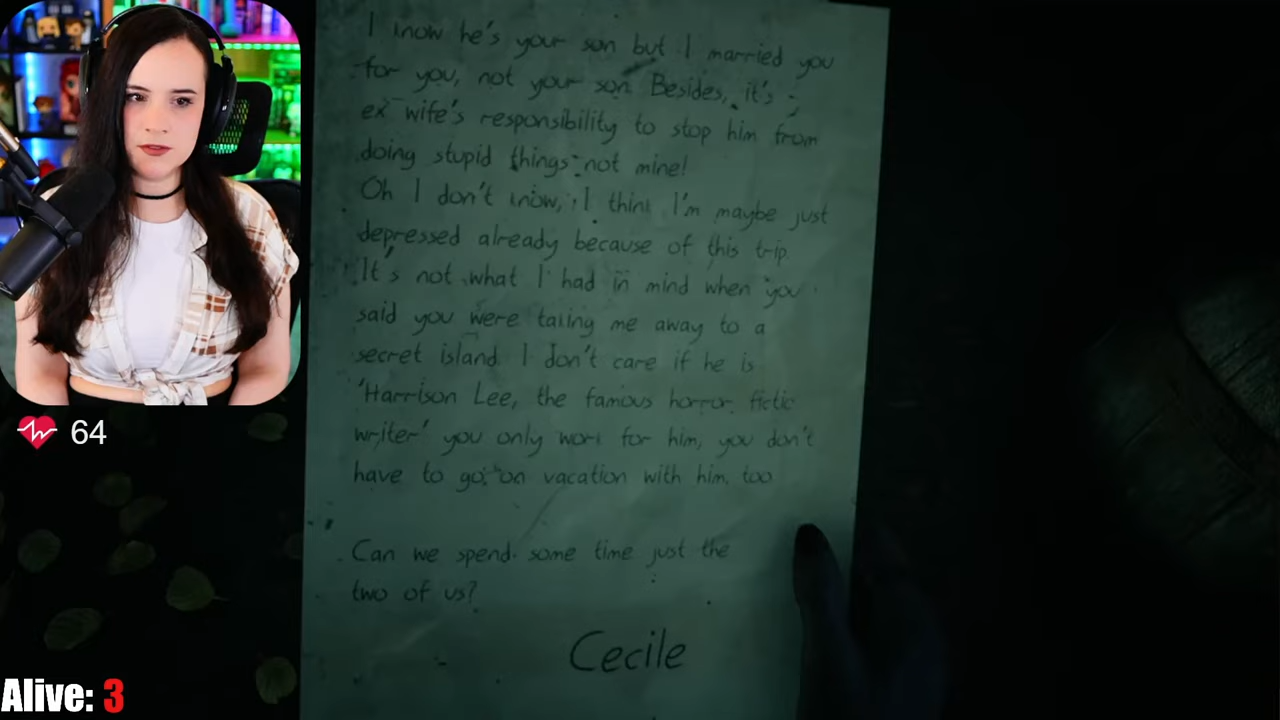 I know he's your son but I married you
for you, not your son. Besides, it's
ex wife's responsibility to stop him from
doing stupid things not mine!
Oh I don't know, I think I'm maybe just
depressed already because of this trip.
It's not what I had in mind when you
said you were taking me away to a
secret island. I don't care if he is
'Harrison Lee, the famous horror fictic
writer' you only work for him, you don't
have to go on vacation with him, too
Can we spend some time just the
two of us?
Cecile
64
Alive: 3